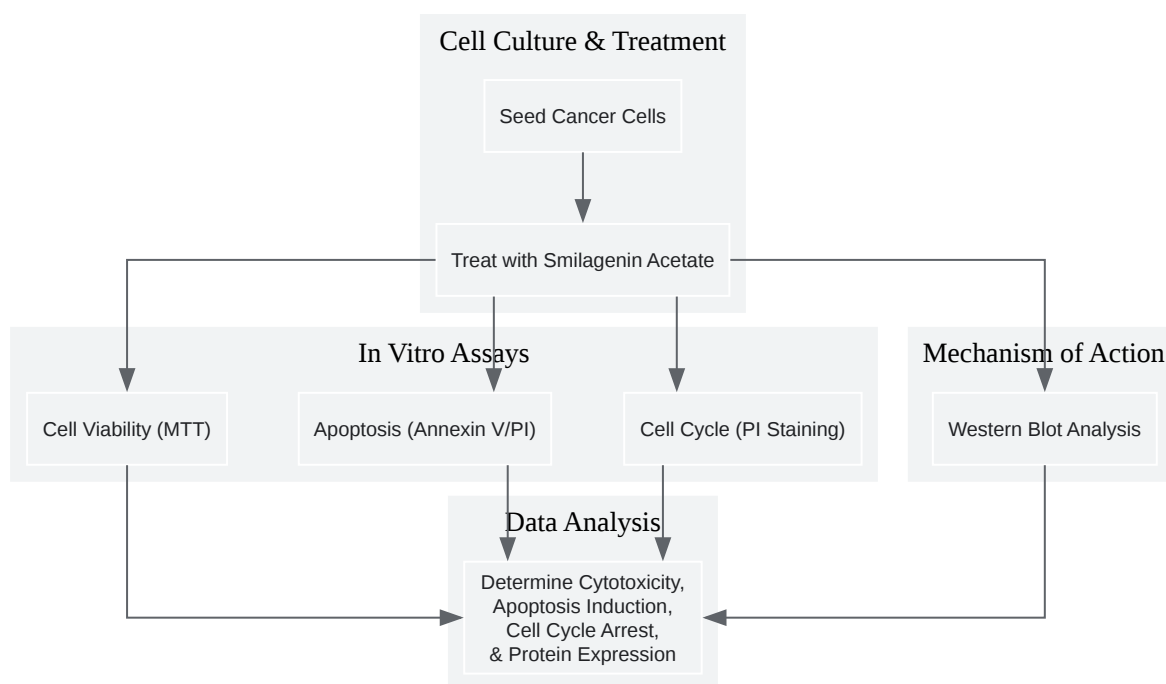 Cell Culture & Treatment
Seed Cancer Cells
Treat with Smilagenin Acetate
In Vitro Assays
Mechanism of Action
Cell Viability (MTT)
Apoptosis (Annexin V/PI)
Cell Cycle (PI Staining)
Western Blot Analysis
Data Analysis
Determine Cytotoxicity,
Apoptosis Induction,
Cell Cycle Arrest,
& Protein Expression